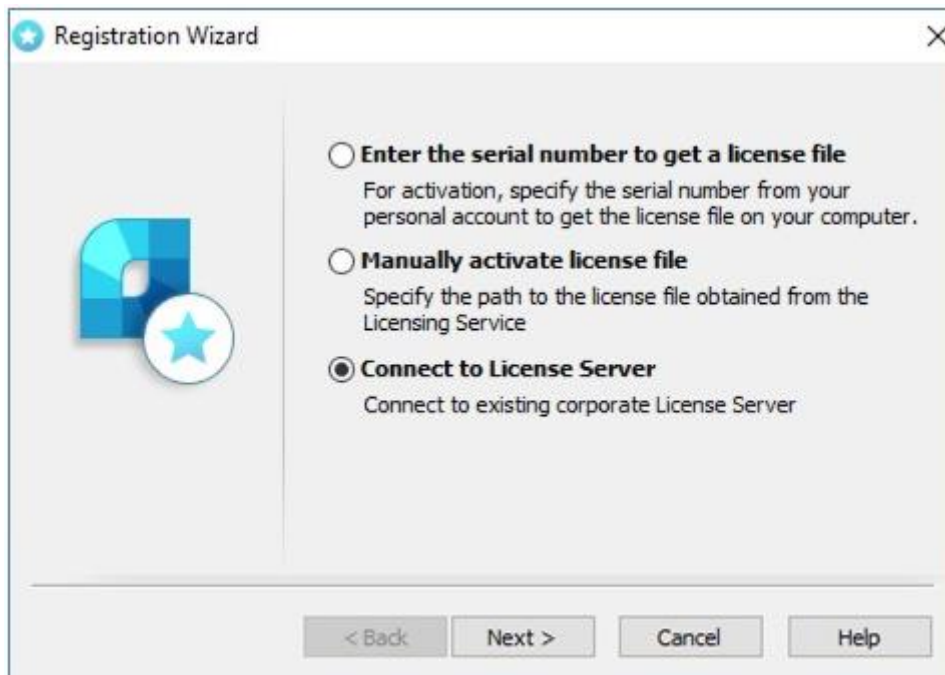 Registration Wizard
Enter the serial number to get a license file
For activation, specify the serial number from your
personal account to get the license file on your computer.
Manually activate license file
Specify the path to the license file obtained from the
Licensing Service
Connect to License Server
Connect to existing corporate License Server
< Back
Next >
Cancel
Help